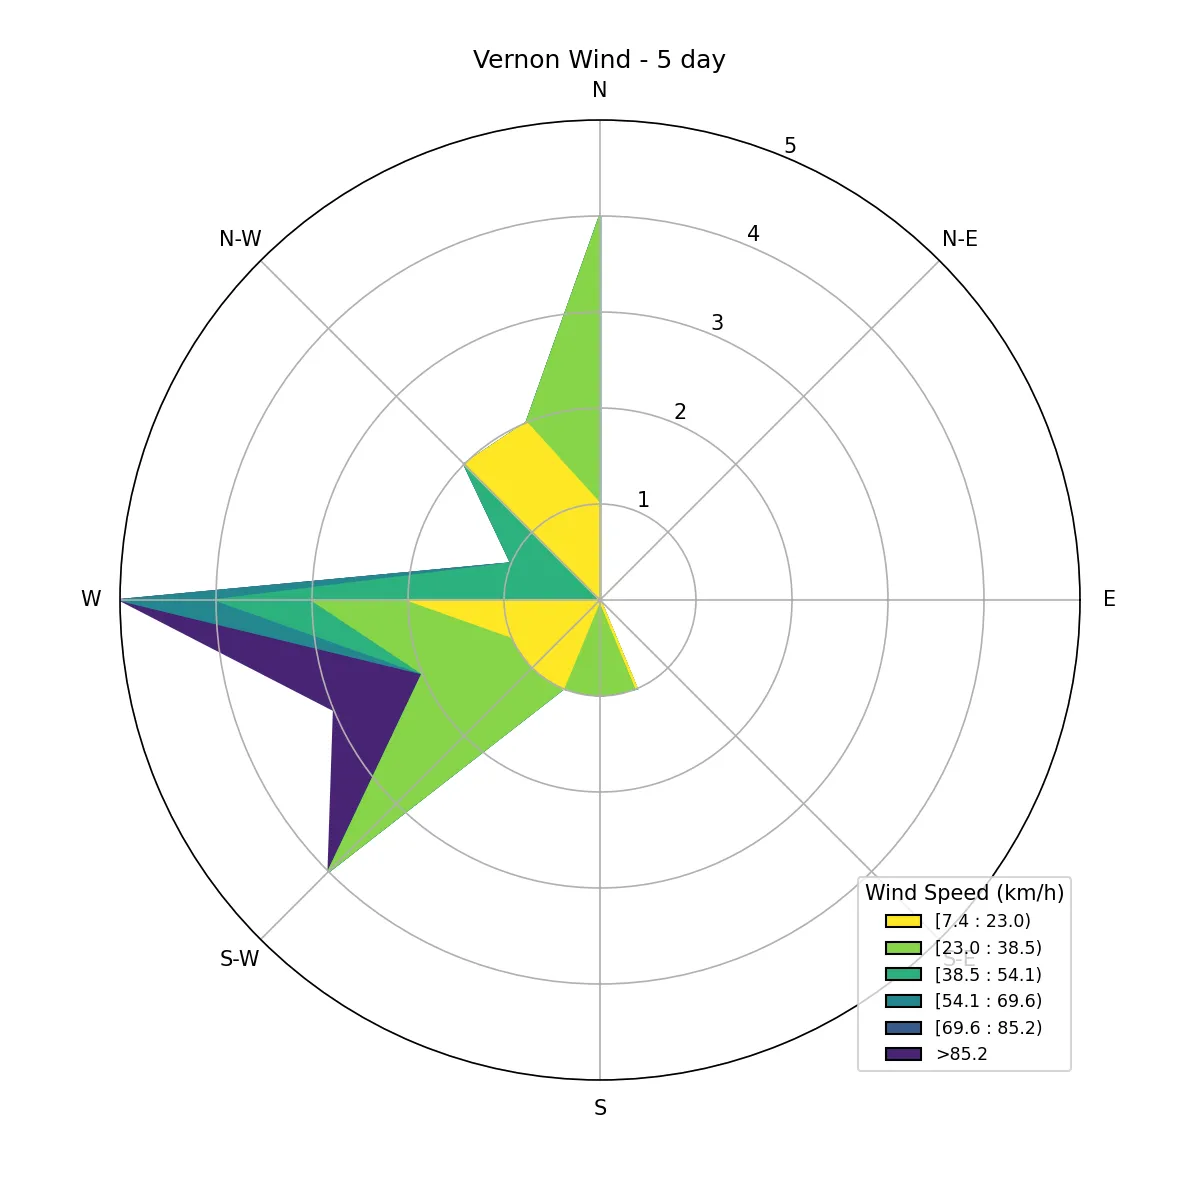 Vernon Wind - 5 day
N
5
N-W
N-E
4
3
2
1
W
E
Wind Speed (km/h)
[7.4 : 23.0)
[23.0 : 38.5)
S-W
S-E
[38.5 : 54.1)
[54.1 : 69.6)
[69.6 : 85.2)
>85.2
S